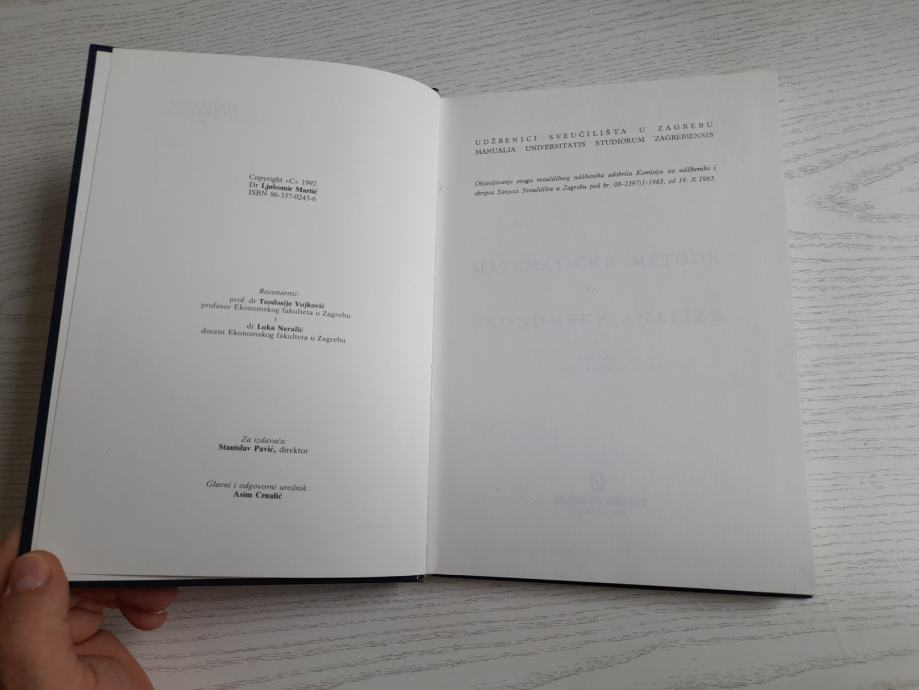 Copyright »C« 1992.
Dr Ljubomir Martić
ISBN 86-337-0243-6
Recenzenti:
prof. dr Teodosije Vujković
profesor Ekonomskog fakulteta u Zagrebu
i
dr Luka Neralić
docent Ekonomskog fakulteta u Zagrebu
Za izdavača:
Stanislav Pavić, direktor
Glavni i odgovorni urednik:
Asim Crnalić
UDŽBENICI SVEUČILIŠTA U ZAGREBU
MANUALIA UNIVERSITATIS STUDIORUM ZAGREBIENSIS
Objavljivanje ovoga sveučilišnog udžbenika odobrila Komisija za udžbenike i
skripta Savjeta Sveučilišta u Zagrebu pod br. 08-2397/1-1965. od 19. X 1965.
MATEMATIČKE METODE
ZA
EKONOMSKE ANALIZE